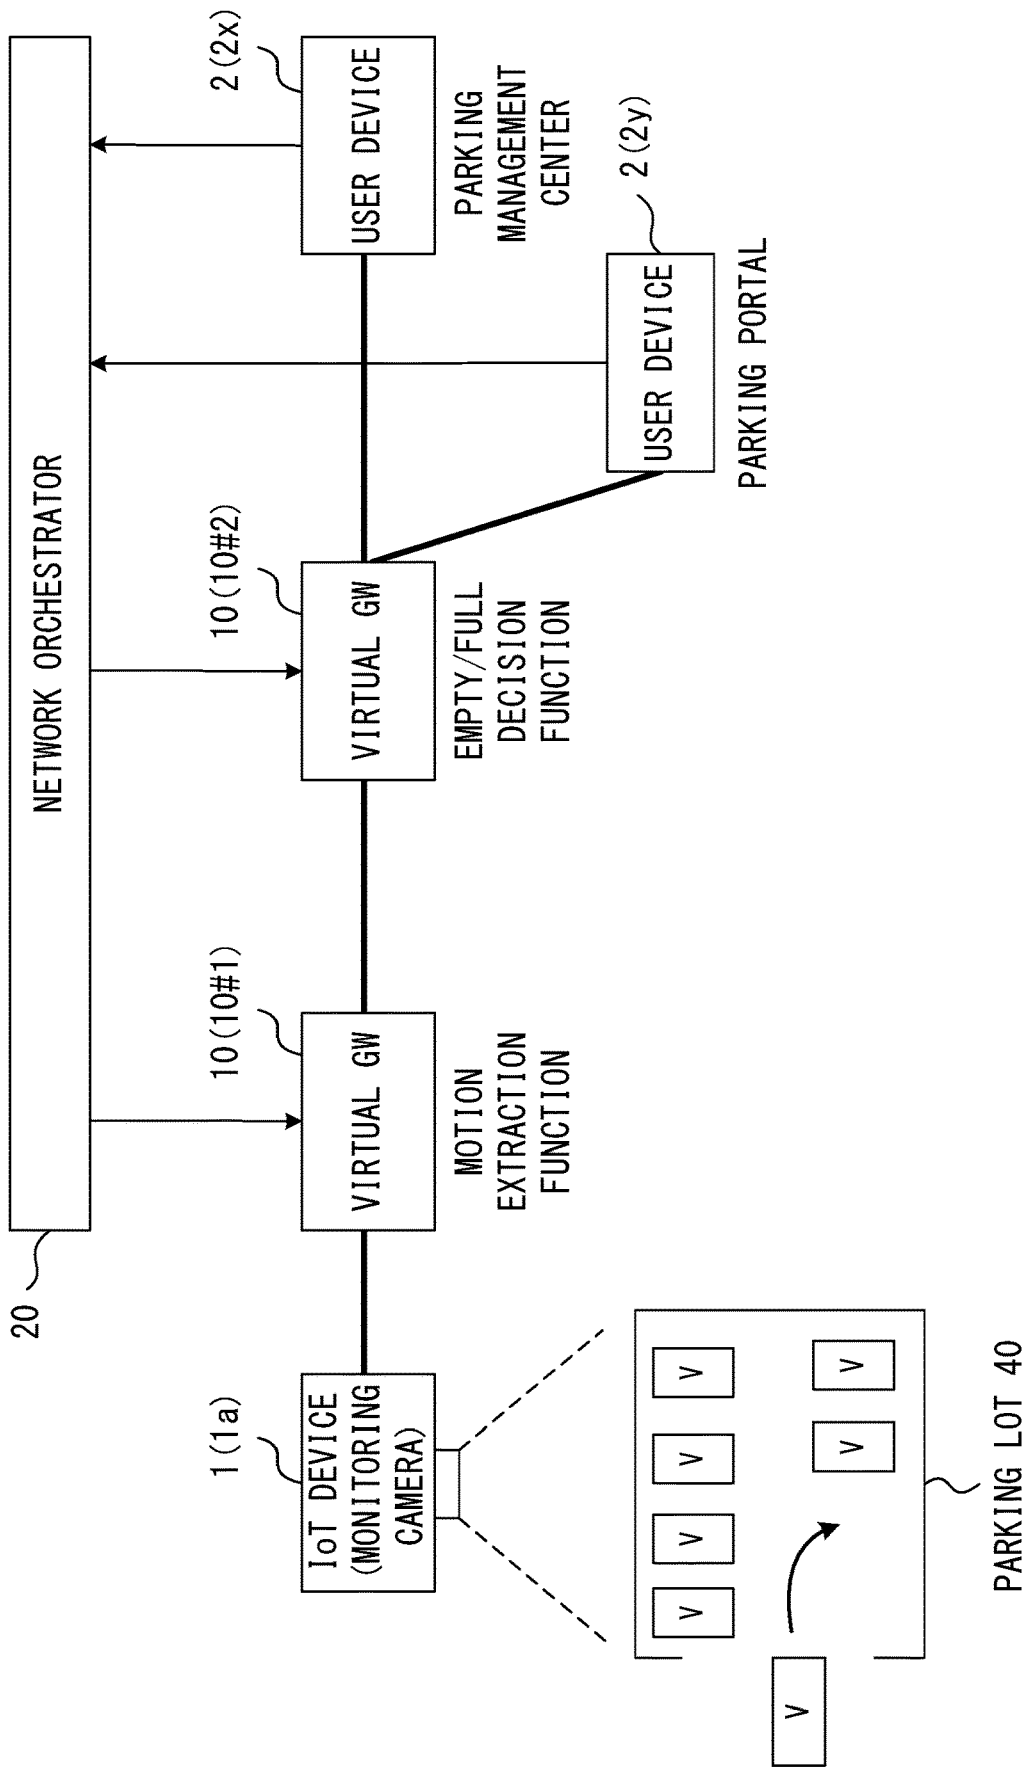 20
NETWORK ORCHESTRATOR
1(1a)
10(10#1)
10(10#2)
2(2x)
IoT DEVICE
(MONITORING
CAMERA)
VIRTUAL GW
VIRTUAL GW
USER DEVICE
MOTION
EXTRACTION
FUNCTION
EMPTY/FULL
DECISION
FUNCTION
PARKING
MANAGEMENT
CENTER
2(2y)
USER DEVICE
PARKING PORTAL
V
V
V
V
V
V
V
PARKING LOT 40